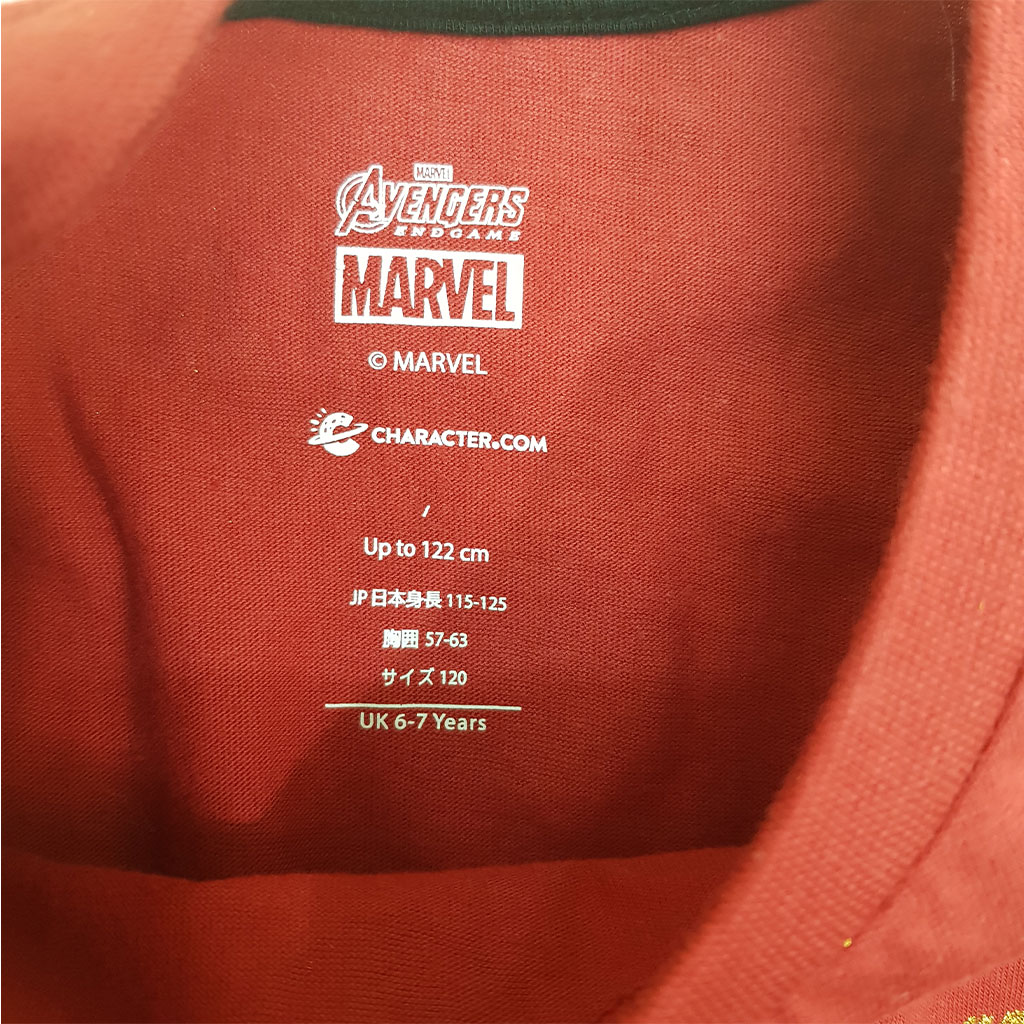 MARVEL
AVENGERS
ENDGAME
MARVEL
© MARVEL
CHARACTER.COM
/
Up to 122 cm
JP 日本身長 115-125
胸囲 57-63
サイズ 120
UK 6-7 Years